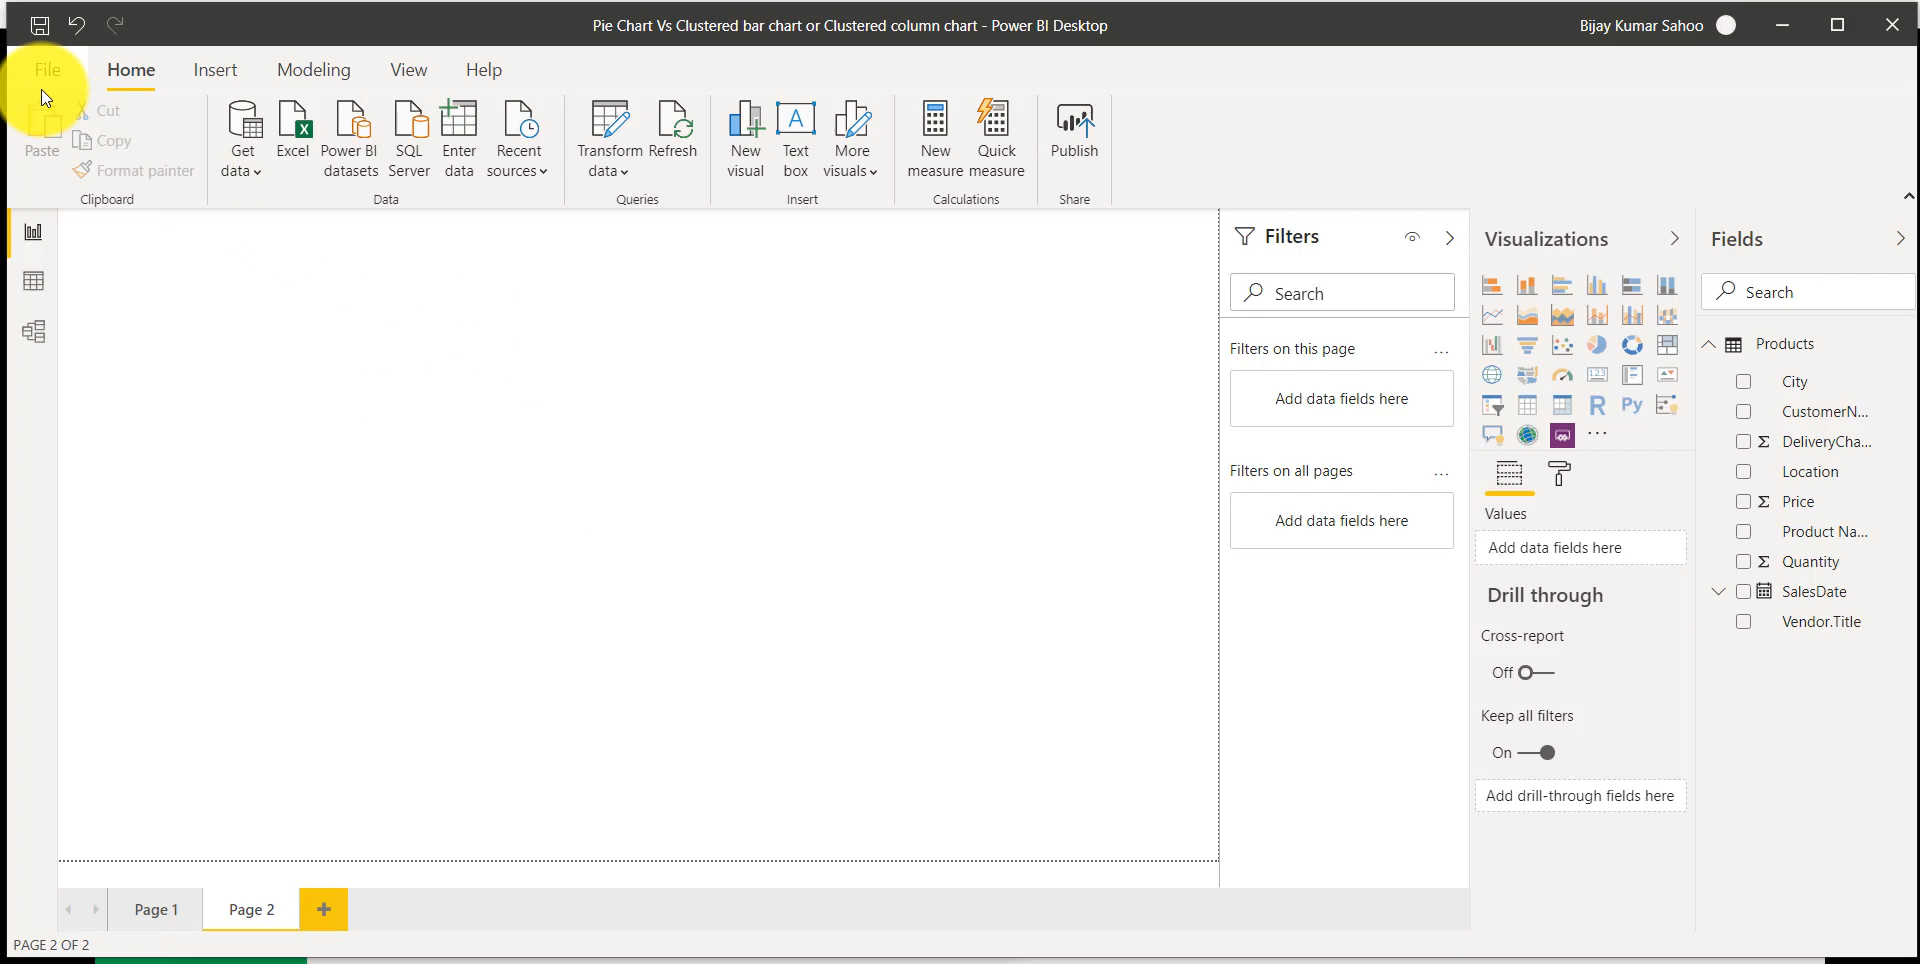 Pie Chart Vs Clustered bar chart or Clustered column chart - Power BI Desktop
Bijay Kumar Sahoo
File
Home
Insert
Modeling
View
Help
Paste
Cut
Copy
Format painter
Clipboard
Get
data
Excel
Power BI
datasets
SQL
Server
Enter
data
Recent
sources
Data
Transform
data
Refresh
Queries
New
visual
A
Text
box
More
visuals
Insert
New
measure
Quick
measure
Calculations
Publish
Share
Filters
Search
Filters on this page
...
Add data fields here
Filters on all pages
...
Add data fields here
Visualizations
123
R
Py
...
Values
Add data fields here
Drill through
Cross-report
Off
Keep all filters
On
Add drill-through fields here
Fields
Search
Products
City
CustomerN...
Σ DeliveryCha...
Location
Σ Price
Product Na...
Σ Quantity
SalesDate
Vendor.Title
Page 1
Page 2
+
PAGE 2 OF 2